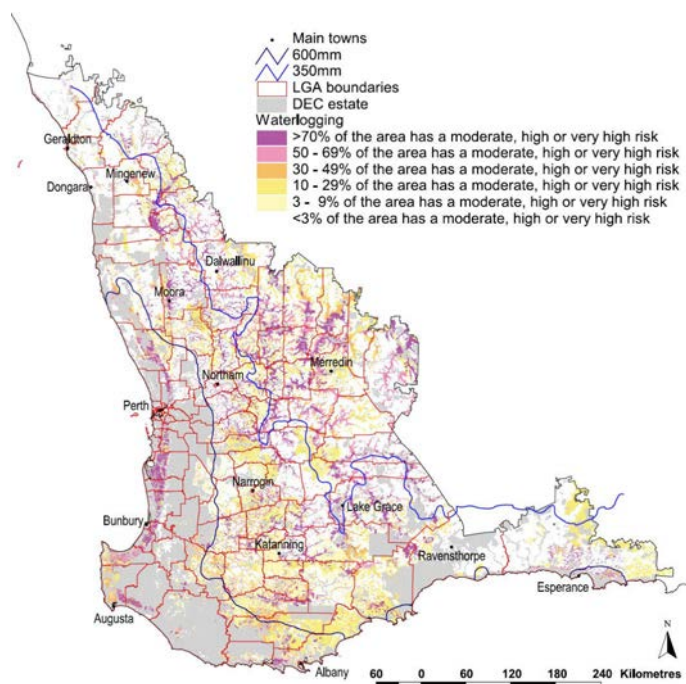 Main towns
600mm
350mm
LGA boundaries
DEC estate
Waterlogging
>70% of the area has a moderate, high or very high risk
50 - 69% of the area has a moderate, high or very high risk
30 - 49% of the area has a moderate, high or very high risk
10 - 29% of the area has a moderate, high or very high risk
3 - 9% of the area has a moderate, high or very high risk
<3% of the area has a moderate, high or very high risk
Geraldton
Mingenew
Dongara
Dalwallinu
Moora
Merredin
Northam
Perth
Narrogin
Lake Grace
Bunbury
Katanning
Ravensthorpe
Esperance
Augusta
Albany
N
60 0 60 120 180 240 Kilometres